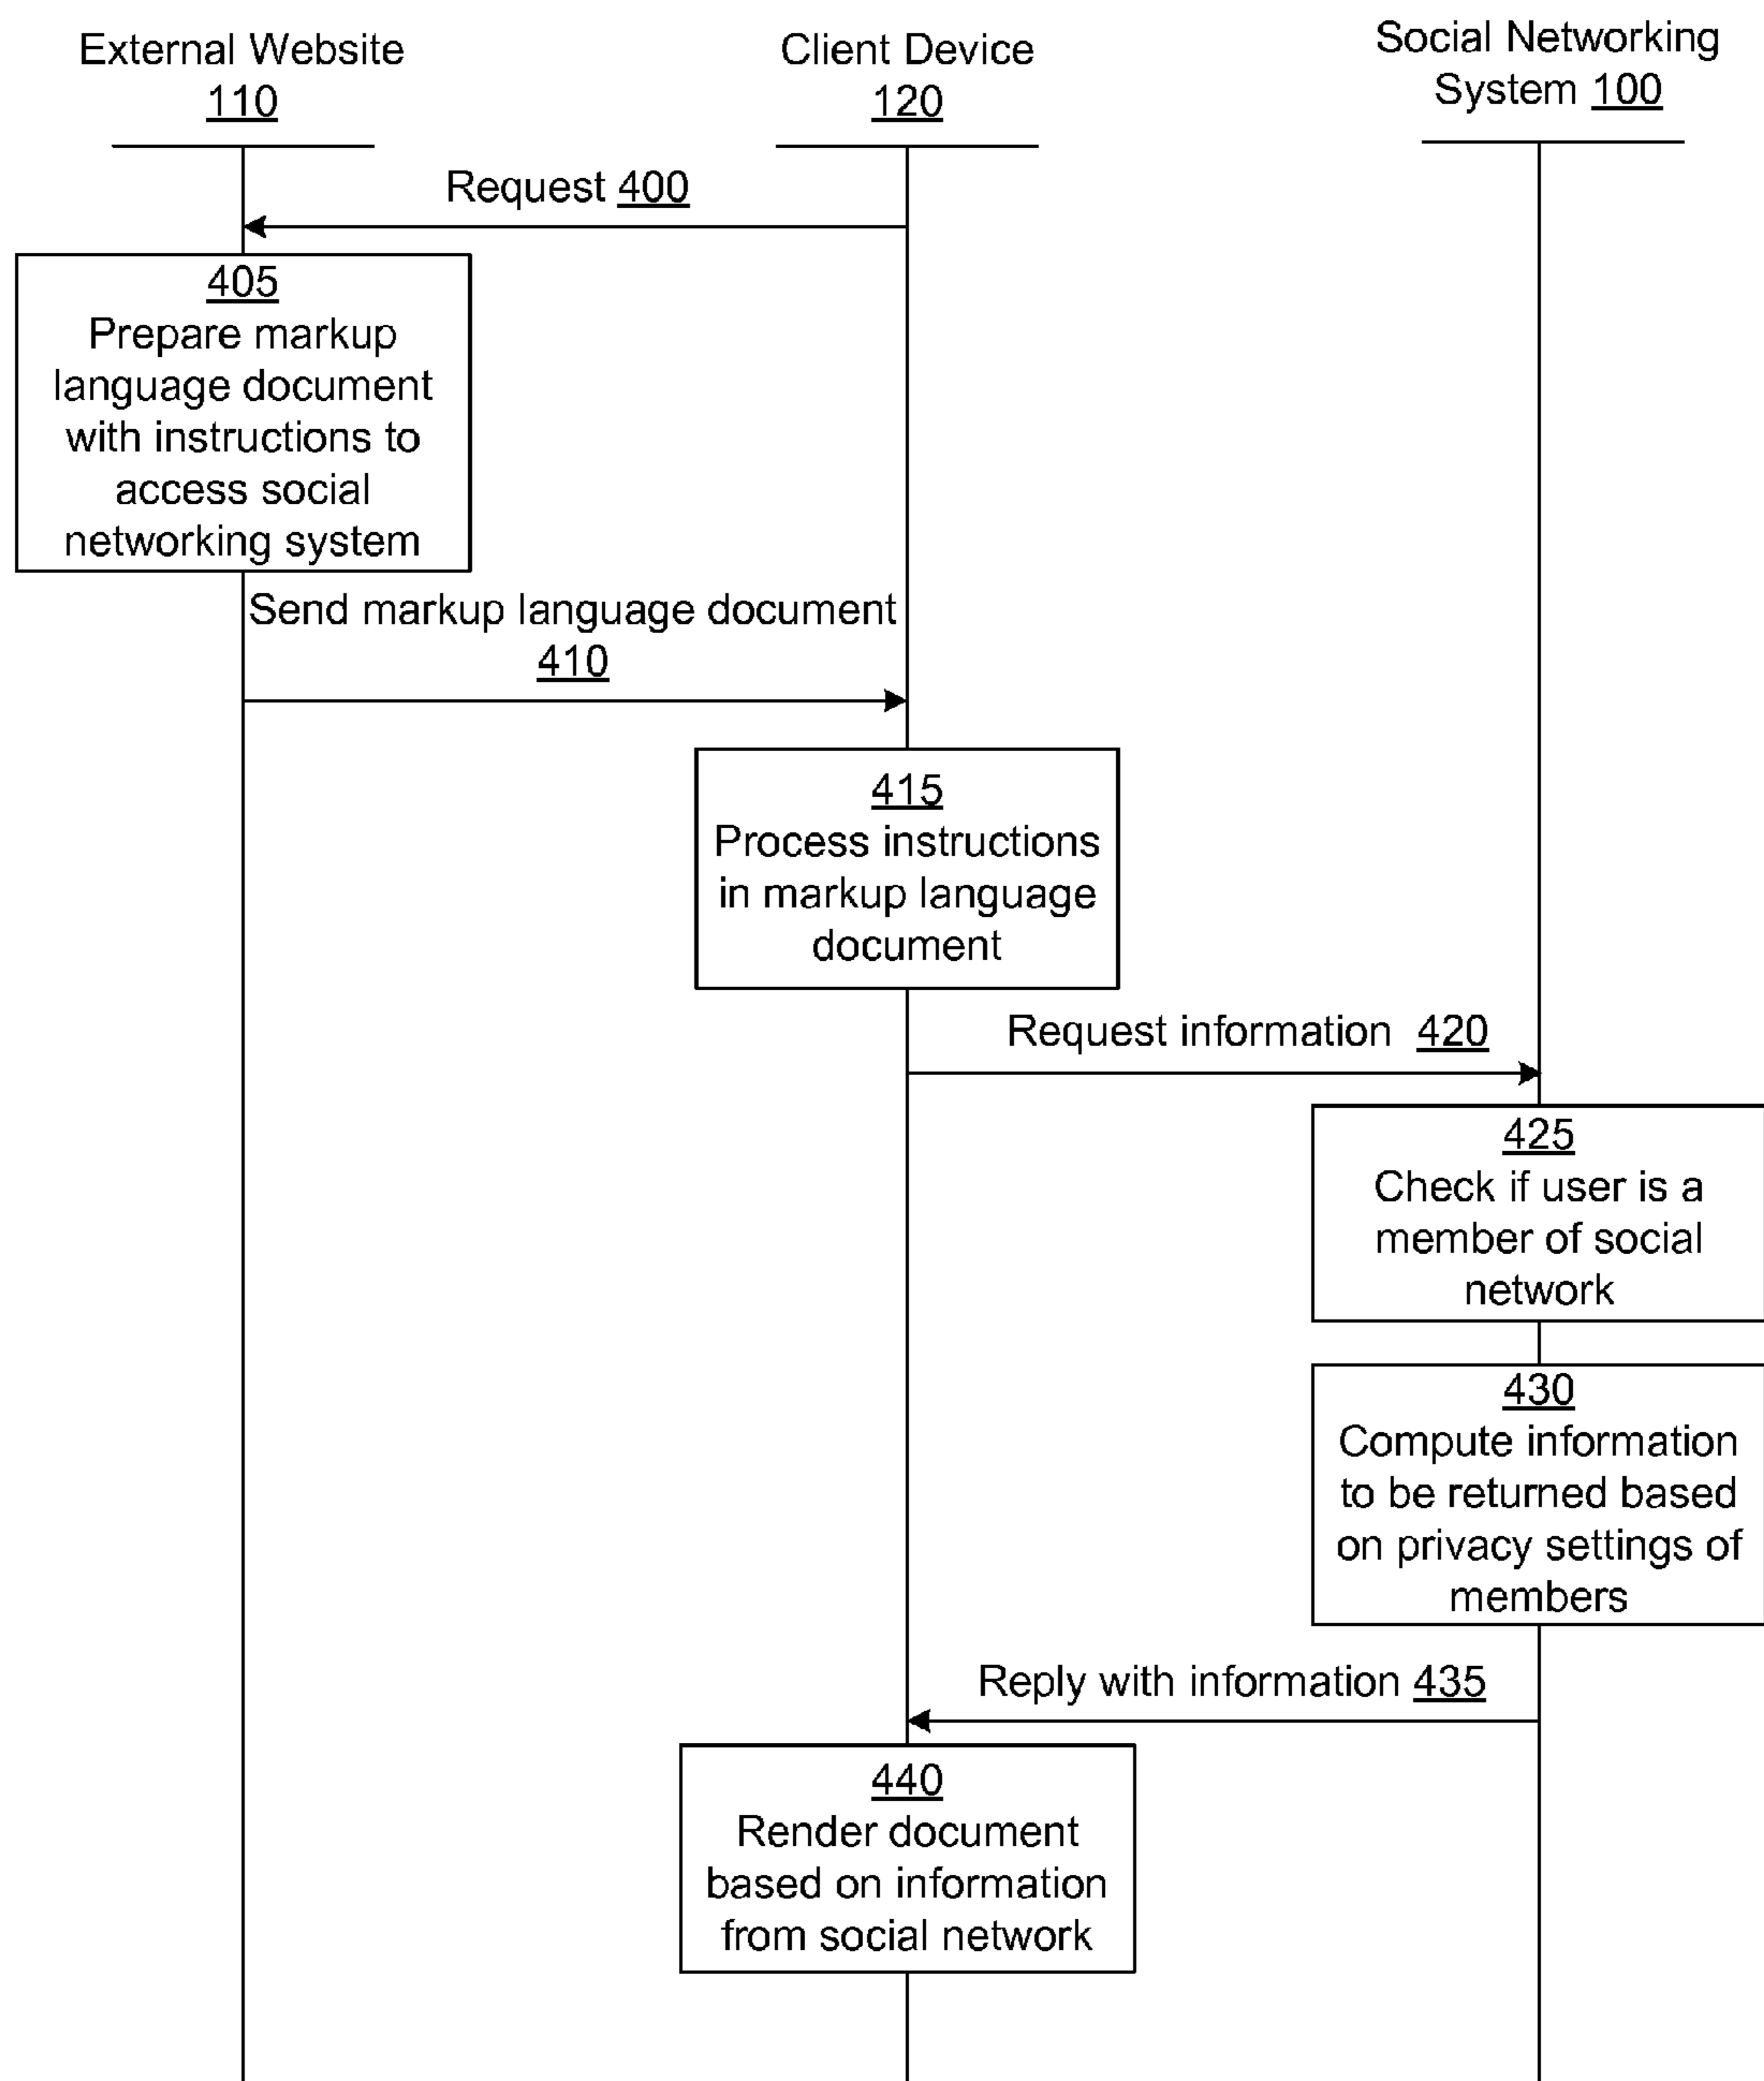 External Website
110
Client Device
120
Social Networking
System 100
Request 400
405
Prepare markup
language document
with instructions to
access social
networking system
Send markup language document
410
415
Process instructions
in markup language
document
Request information 420
425
Check if user is a
member of social
network
430
Compute information
to be returned based
on privacy settings of
members
Reply with information 435
440
Render document
based on information
from social network